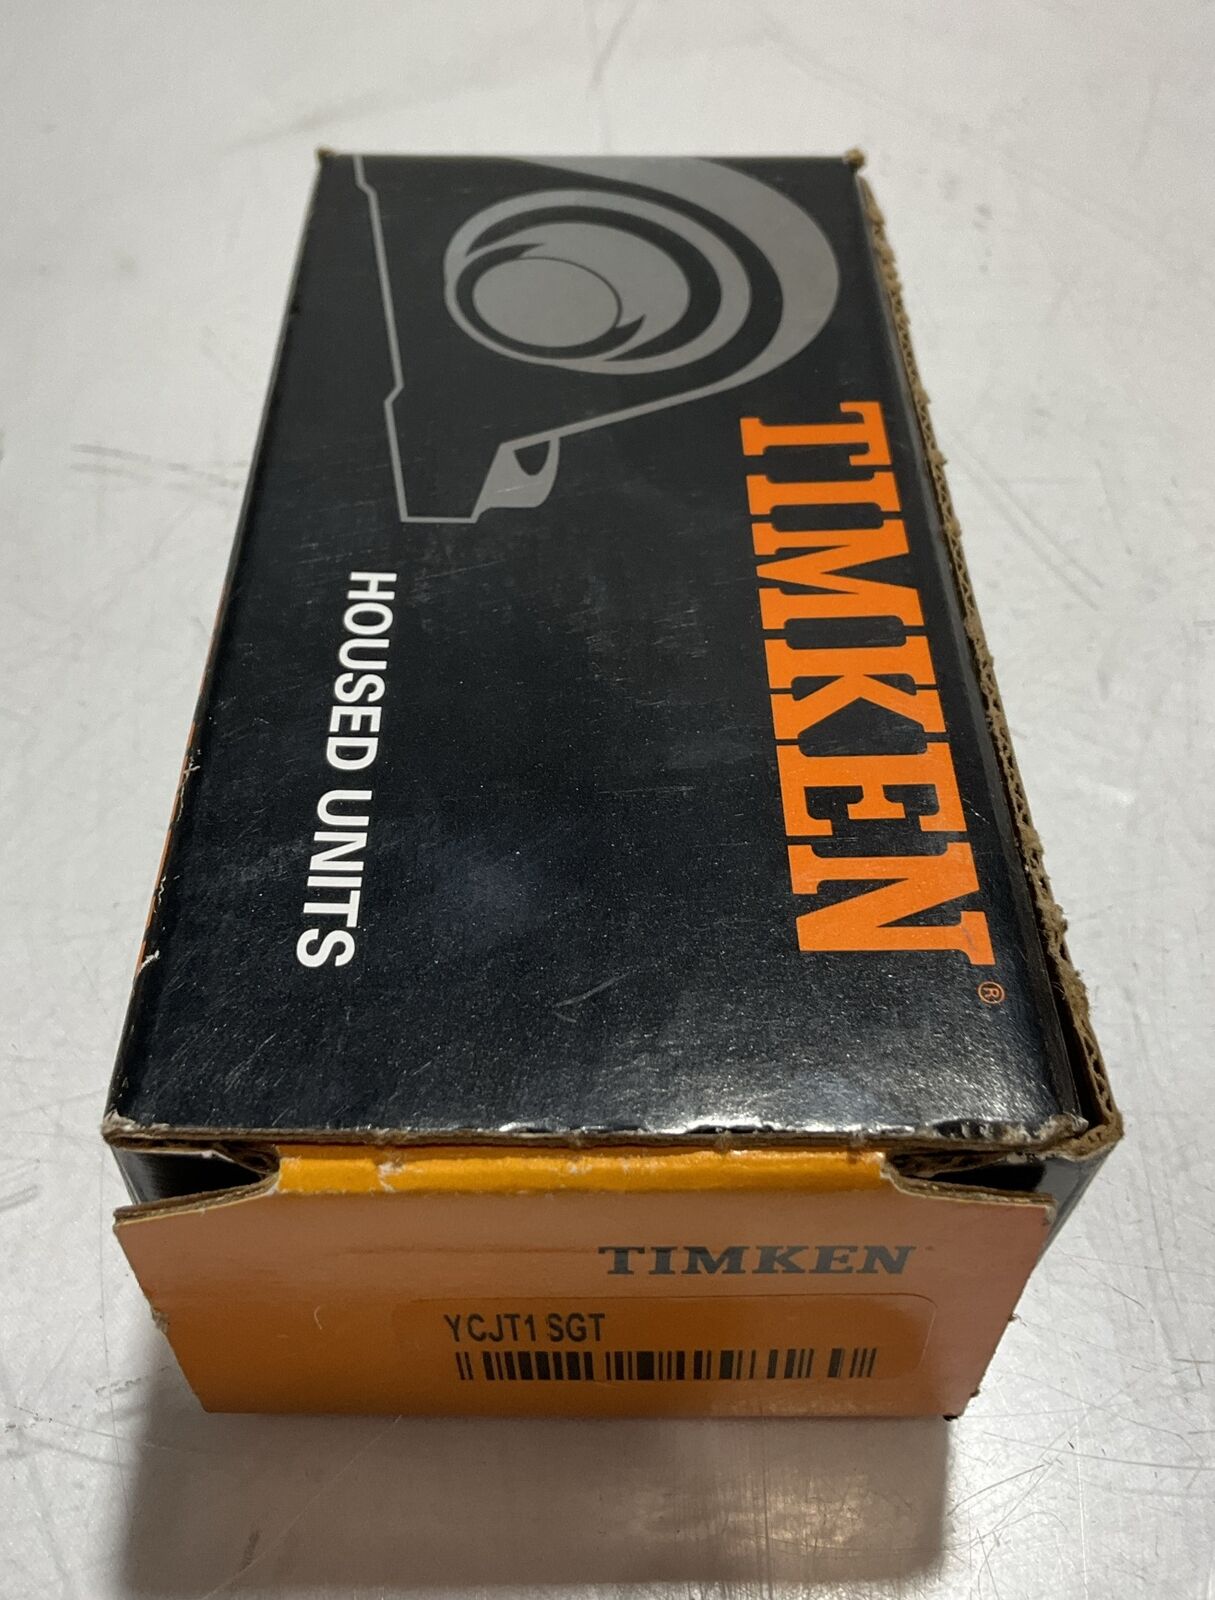 TIMKEN®
HOUSED UNITS
TIMKEN
YCJT1 SGT